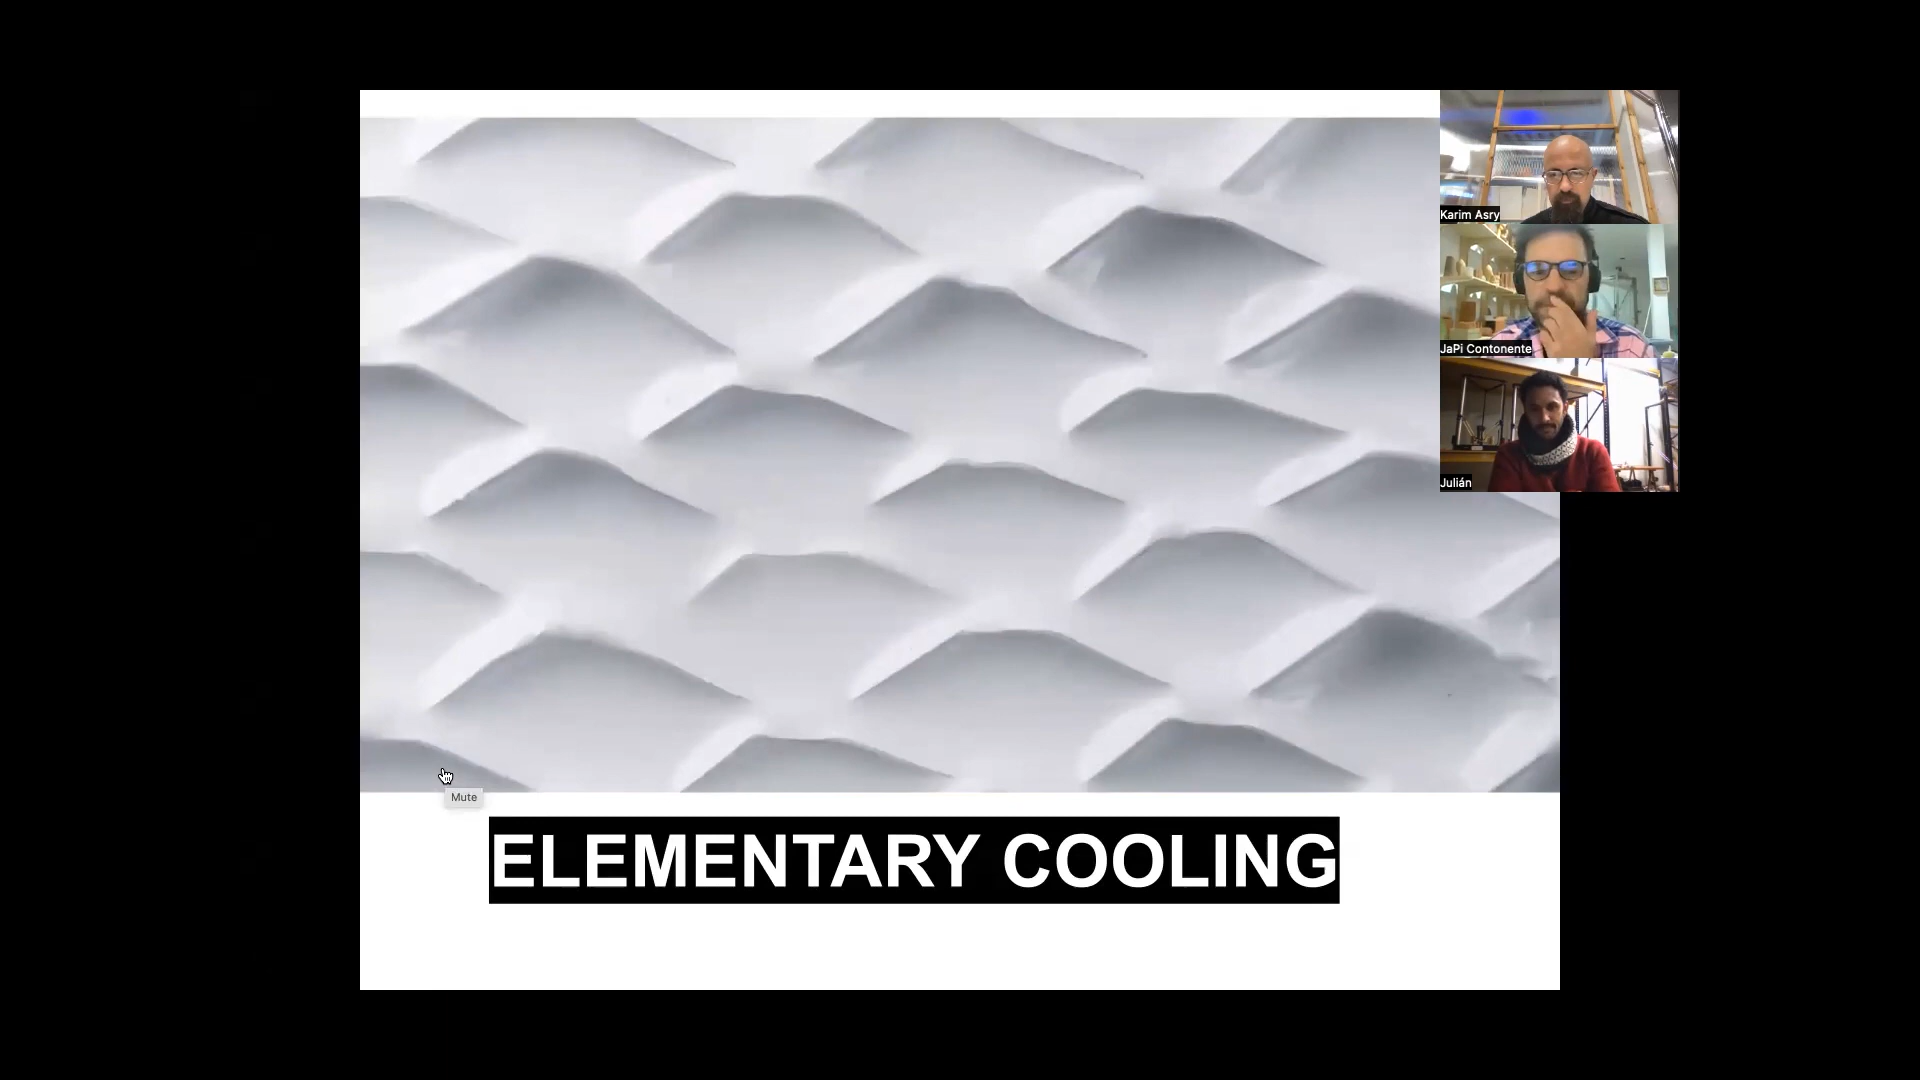 Karim Asry
JaPi Contonente
Julián
Mute
ELEMENTARY COOLING